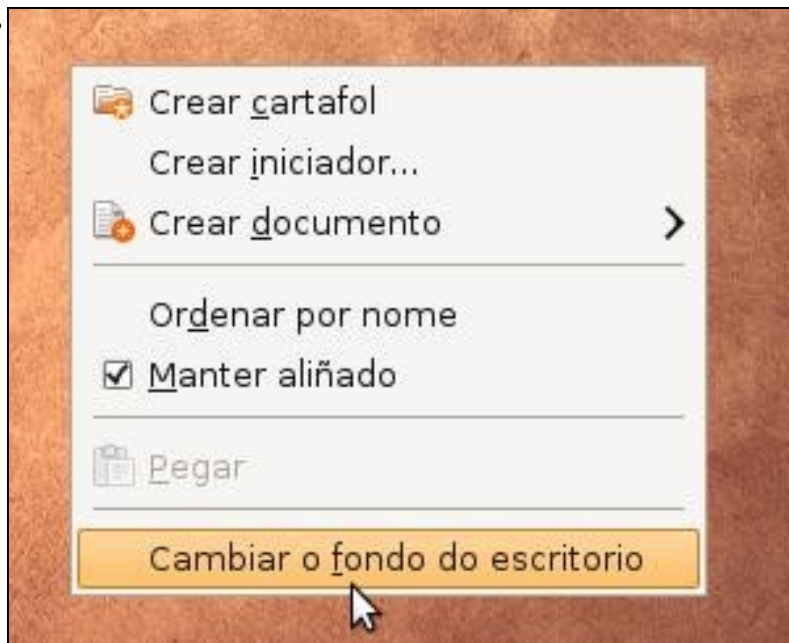 Crear cartafol
Crear iniciador...
Crear documento
Ordenar por nome
Manter aliñado
Pegar
Cambiar o fondo do escritorio